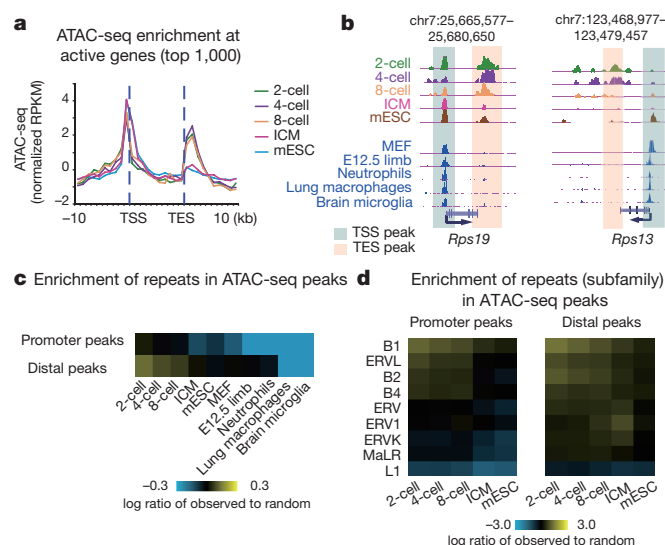 a
ATAC-seq enrichment at
active genes (top 1,000)
ATAC-seq
(normalized RPKM)
4
2
0
−2
−10
TSS
TES
10 (kb)
2-cell
4-cell
8-cell
ICM
mESC
b
chr7:25,665,577–
25,680,650
chr7:123,468,977–
123,479,457
2-cell
4-cell
8-cell
ICM
mESC
MEF
E12.5 limb
Neutrophils
Lung macrophages
Brain microglia
TSS peak
TES peak
Rps19
Rps13
c Enrichment of repeats in ATAC-seq peaks
Promoter peaks
Distal peaks
2-cell
4-cell
8-cell
ICM
mESC
MEF
E12.5 limb
Neutrophils
Lung macrophages
Brain microglia
−0.3
0.3
log ratio of observed to random
d Enrichment of repeats (subfamily)
in ATAC-seq peaks
Promoter peaks
Distal peaks
B1
ERVL
B2
B4
ERV
ERV1
ERVK
MaLR
L1
2-cell
4-cell
8-cell
ICM
mESC
2-cell
4-cell
8-cell
ICM
mESC
−3.0
3.0
log ratio of observed to random